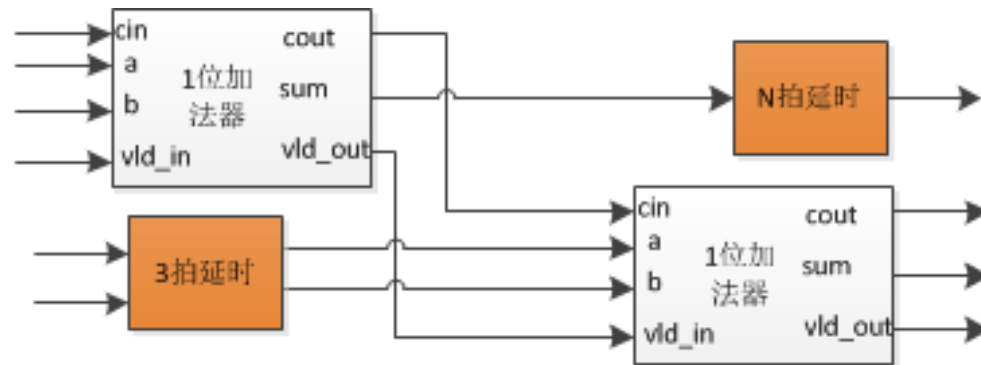 cin
a
b
vld_in
1位加
法器
cout
sum
vld_out
N拍延时
3拍延时
cin
a
b
vld_in
1位加
法器
cout
sum
vld_out